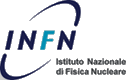 INFN
Istituto Nazionale
di Fisica Nucleare